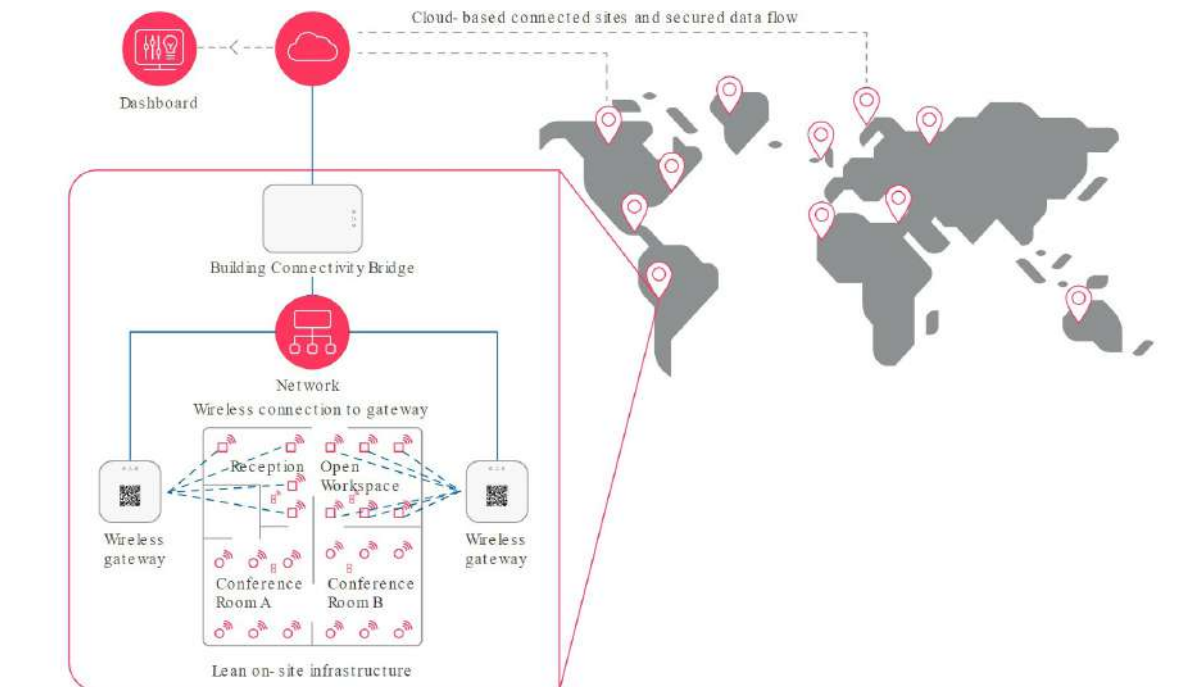 Cloud- based connected sites and secured data flow
Dashboard
Building Connectivity Bridge
Network
Wireless connection to gateway
Reception
Open
Workspace
Wireless
gateway
Wireless
gateway
Conference
Room A
Conference
Room B
Lean on- site infrastructure